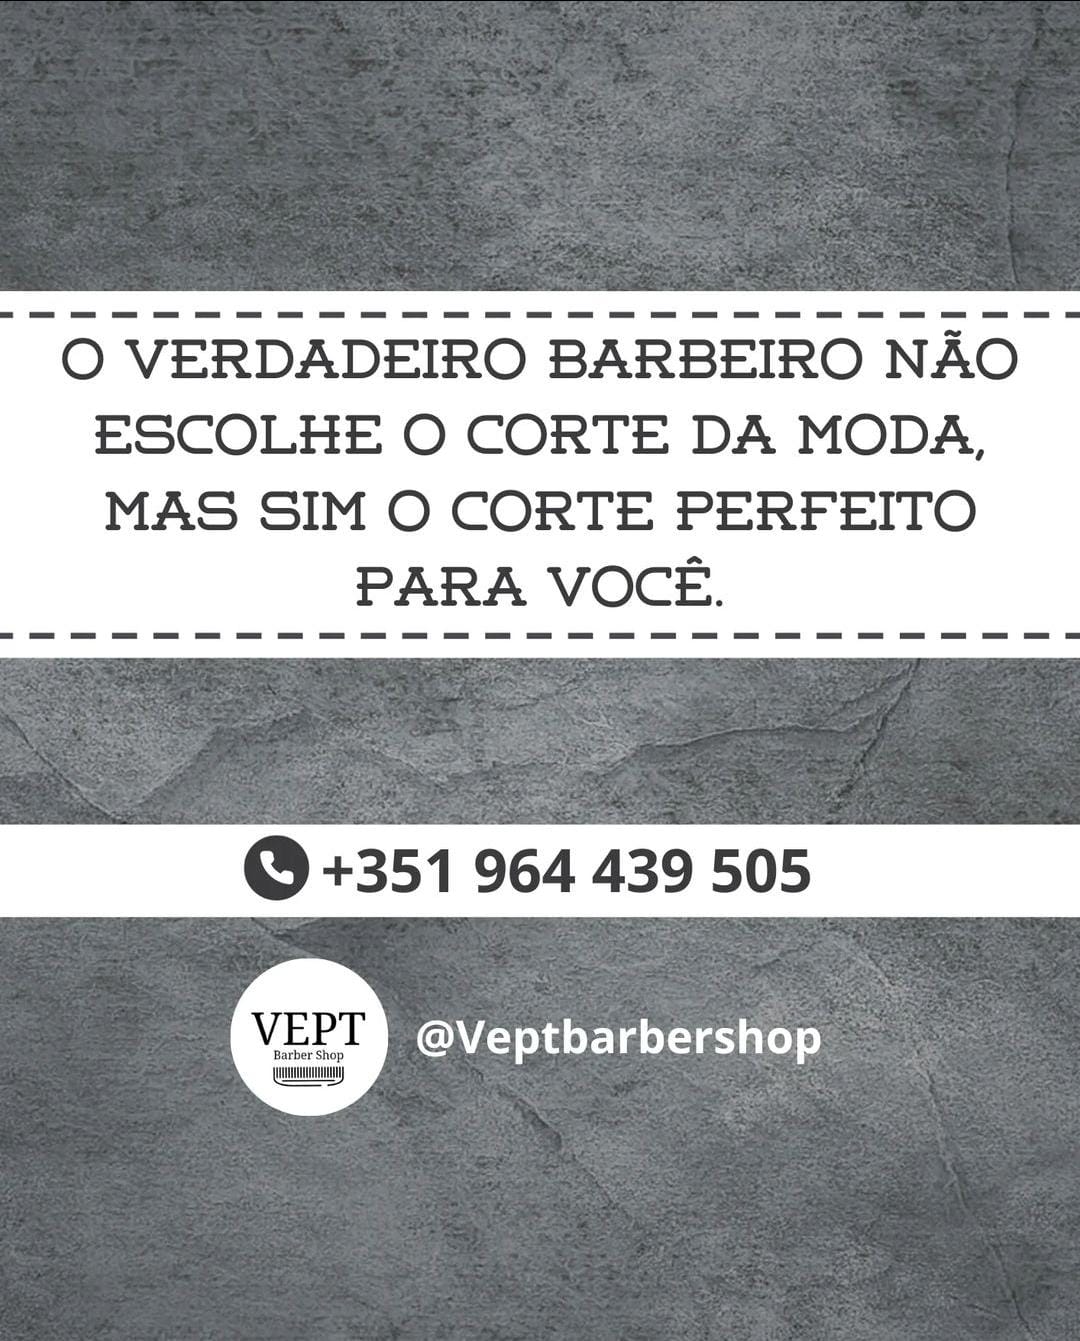 O VERDADEIRO BARBEIRO NÃO
ESCOLHE O CORTE DA MODA,
MAS SIM O CORTE PERFEITO
PARA VOCÊ.
+351 964 439 505
VEPT
Barber Shop
@Veptbarbershop